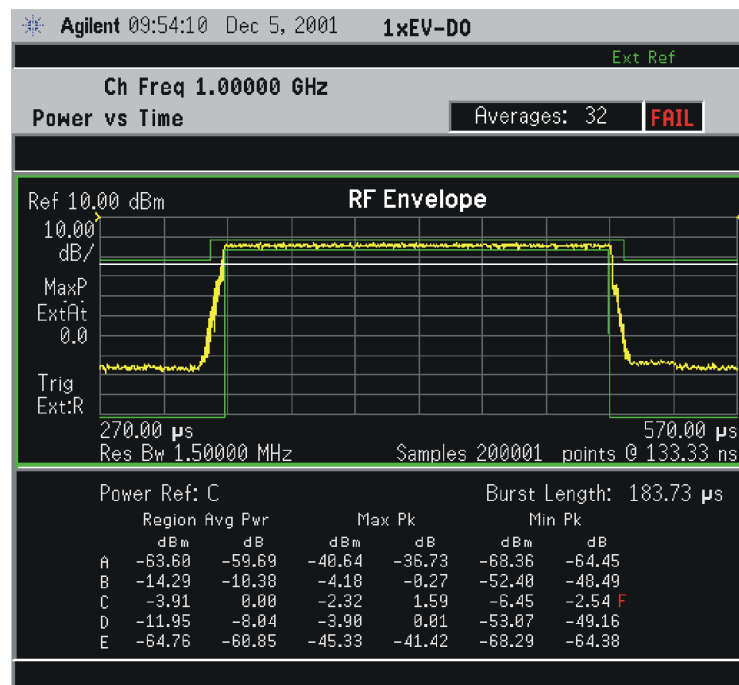 Agilent 09:54:10 Dec 5, 2001 1xEV-DO
Ext Ref
Ch Freq 1.00000 GHz
Power vs Time Averages: 32 FAIL
Ref 10.00 dBm RF Envelope
10.00
dB/
MaxP
ExtAt
0.0
Trig
Ext:R
270.00 µs 570.00 µs
Res Bw 1.50000 MHz Samples 200001 points @ 133.33 ns
Power Ref: C Burst Length: 183.73 µs
Region Avg Pwr Max Pk Min Pk
dBm dB dBm dB dBm dB
A -63.60 -59.69 -40.64 -36.73 -68.36 -64.45
B -14.29 -10.38 -4.18 -0.27 -52.40 -48.49
C -3.91 0.00 -2.32 1.59 -6.45 -2.54 F
D -11.95 -8.04 -3.90 0.01 -53.07 -49.16
E -64.76 -60.85 -45.33 -41.42 -68.29 -64.38